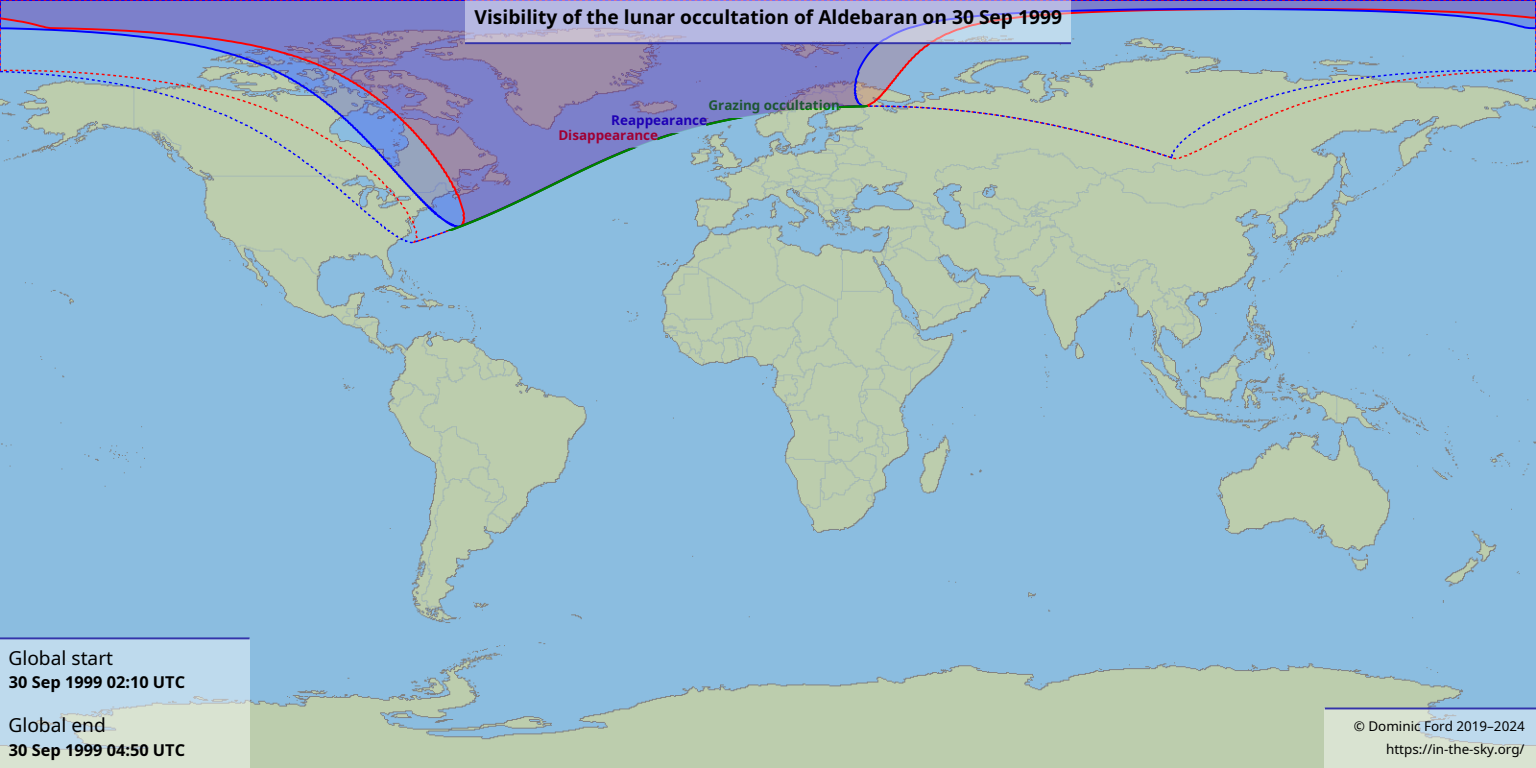 Visibility of the lunar occultation of Aldebaran on 30 Sep 1999
Grazing occultation
Reappearance
Disappearance
Global start
30 Sep 1999 02:10 UTC
Global end
30 Sep 1999 04:50 UTC
© Dominic Ford 2019–2024
https://in-the-sky.org/